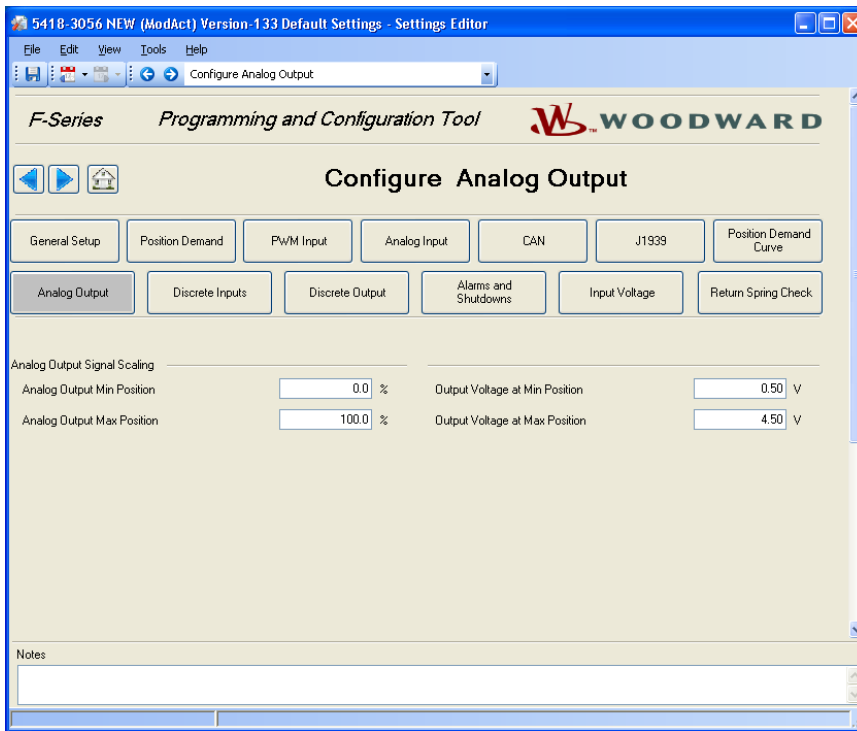 5418-3056 NEW (ModAct) Version-133 Default Settings - Settings Editor
File Edit View Tools Help
Configure Analog Output
F-Series Programming and Configuration Tool WOODWARD
Configure Analog Output
General Setup Position Demand PWM Input Analog Input CAN J1939 Position Demand Curve
Analog Output Discrete Inputs Discrete Output Alarms and Shutdowns Input Voltage Return Spring Check
Analog Output Signal Scaling
Analog Output Min Position 0.0 % Output Voltage at Min Position 0.50 V
Analog Output Max Position 100.0 % Output Voltage at Max Position 4.50 V
Notes